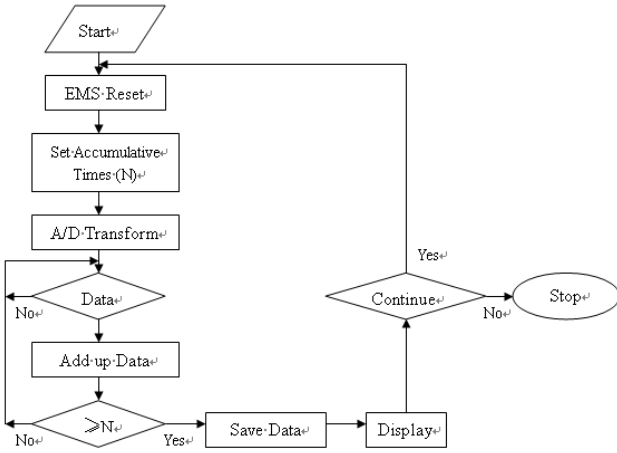 Start
EMS·Reset
Set·Accumulative
Times·(N)
A/D·Transform
Data
No
Add·up·Data
≥N
No
Yes
Save·Data
Display
Continue
Yes
No
Stop